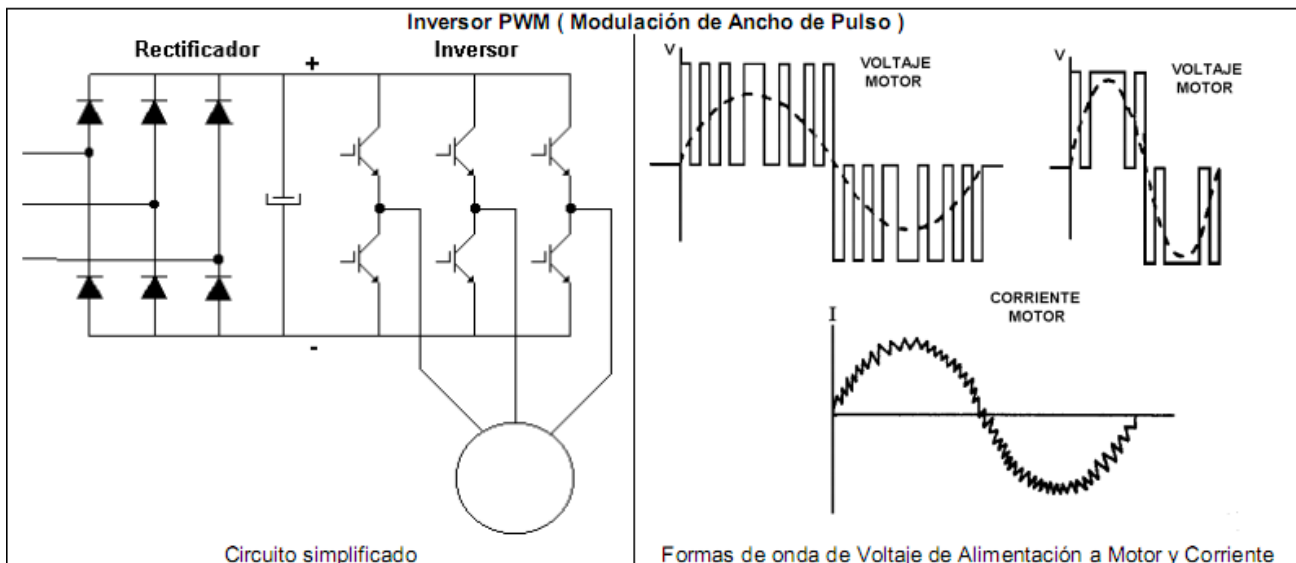 Inversor PWM ( Modulación de Ancho de Pulso )
Rectificador
+
Inversor
-
Circuito simplificado
V
VOLTAJE
MOTOR
V
VOLTAJE
MOTOR
CORRIENTE
MOTOR
I
Formas de onda de Voltaje de Alimentación a Motor y Corriente